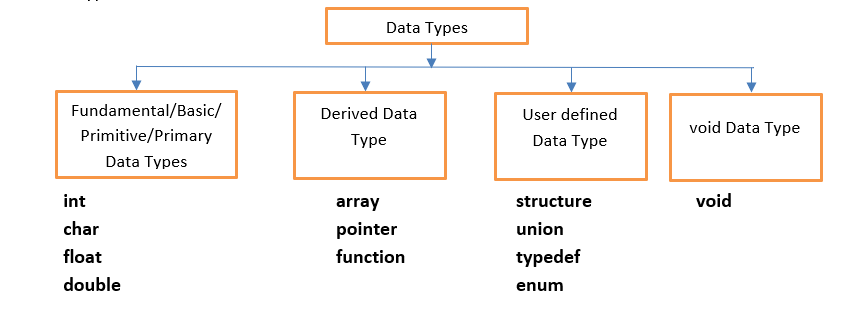 Data Types
Fundamental/Basic/
Primitive/Primary
Data Types
Derived Data
Type
User defined
Data Type
void Data Type
int
char
float
double
array
pointer
function
structure
union
typedef
enum
void